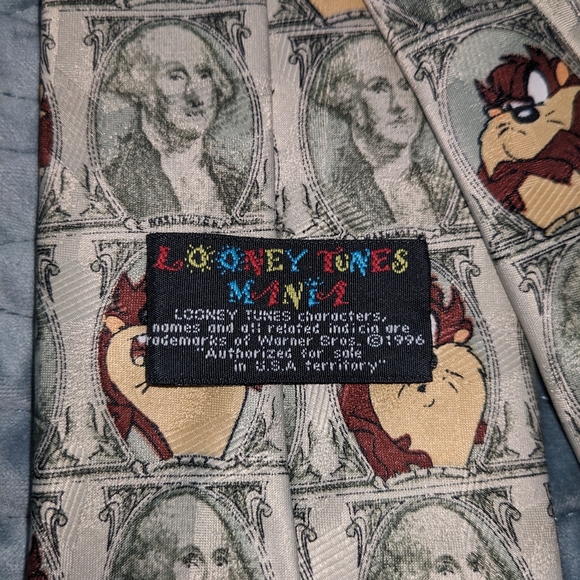 WASHINGTON
LOONEY TUNES
MANIA
LOONEY TUNES characters,
names and all related indicia are
trademarks of Warner Bros. ©1996
"Authorized for sale
in U.S.A territory"